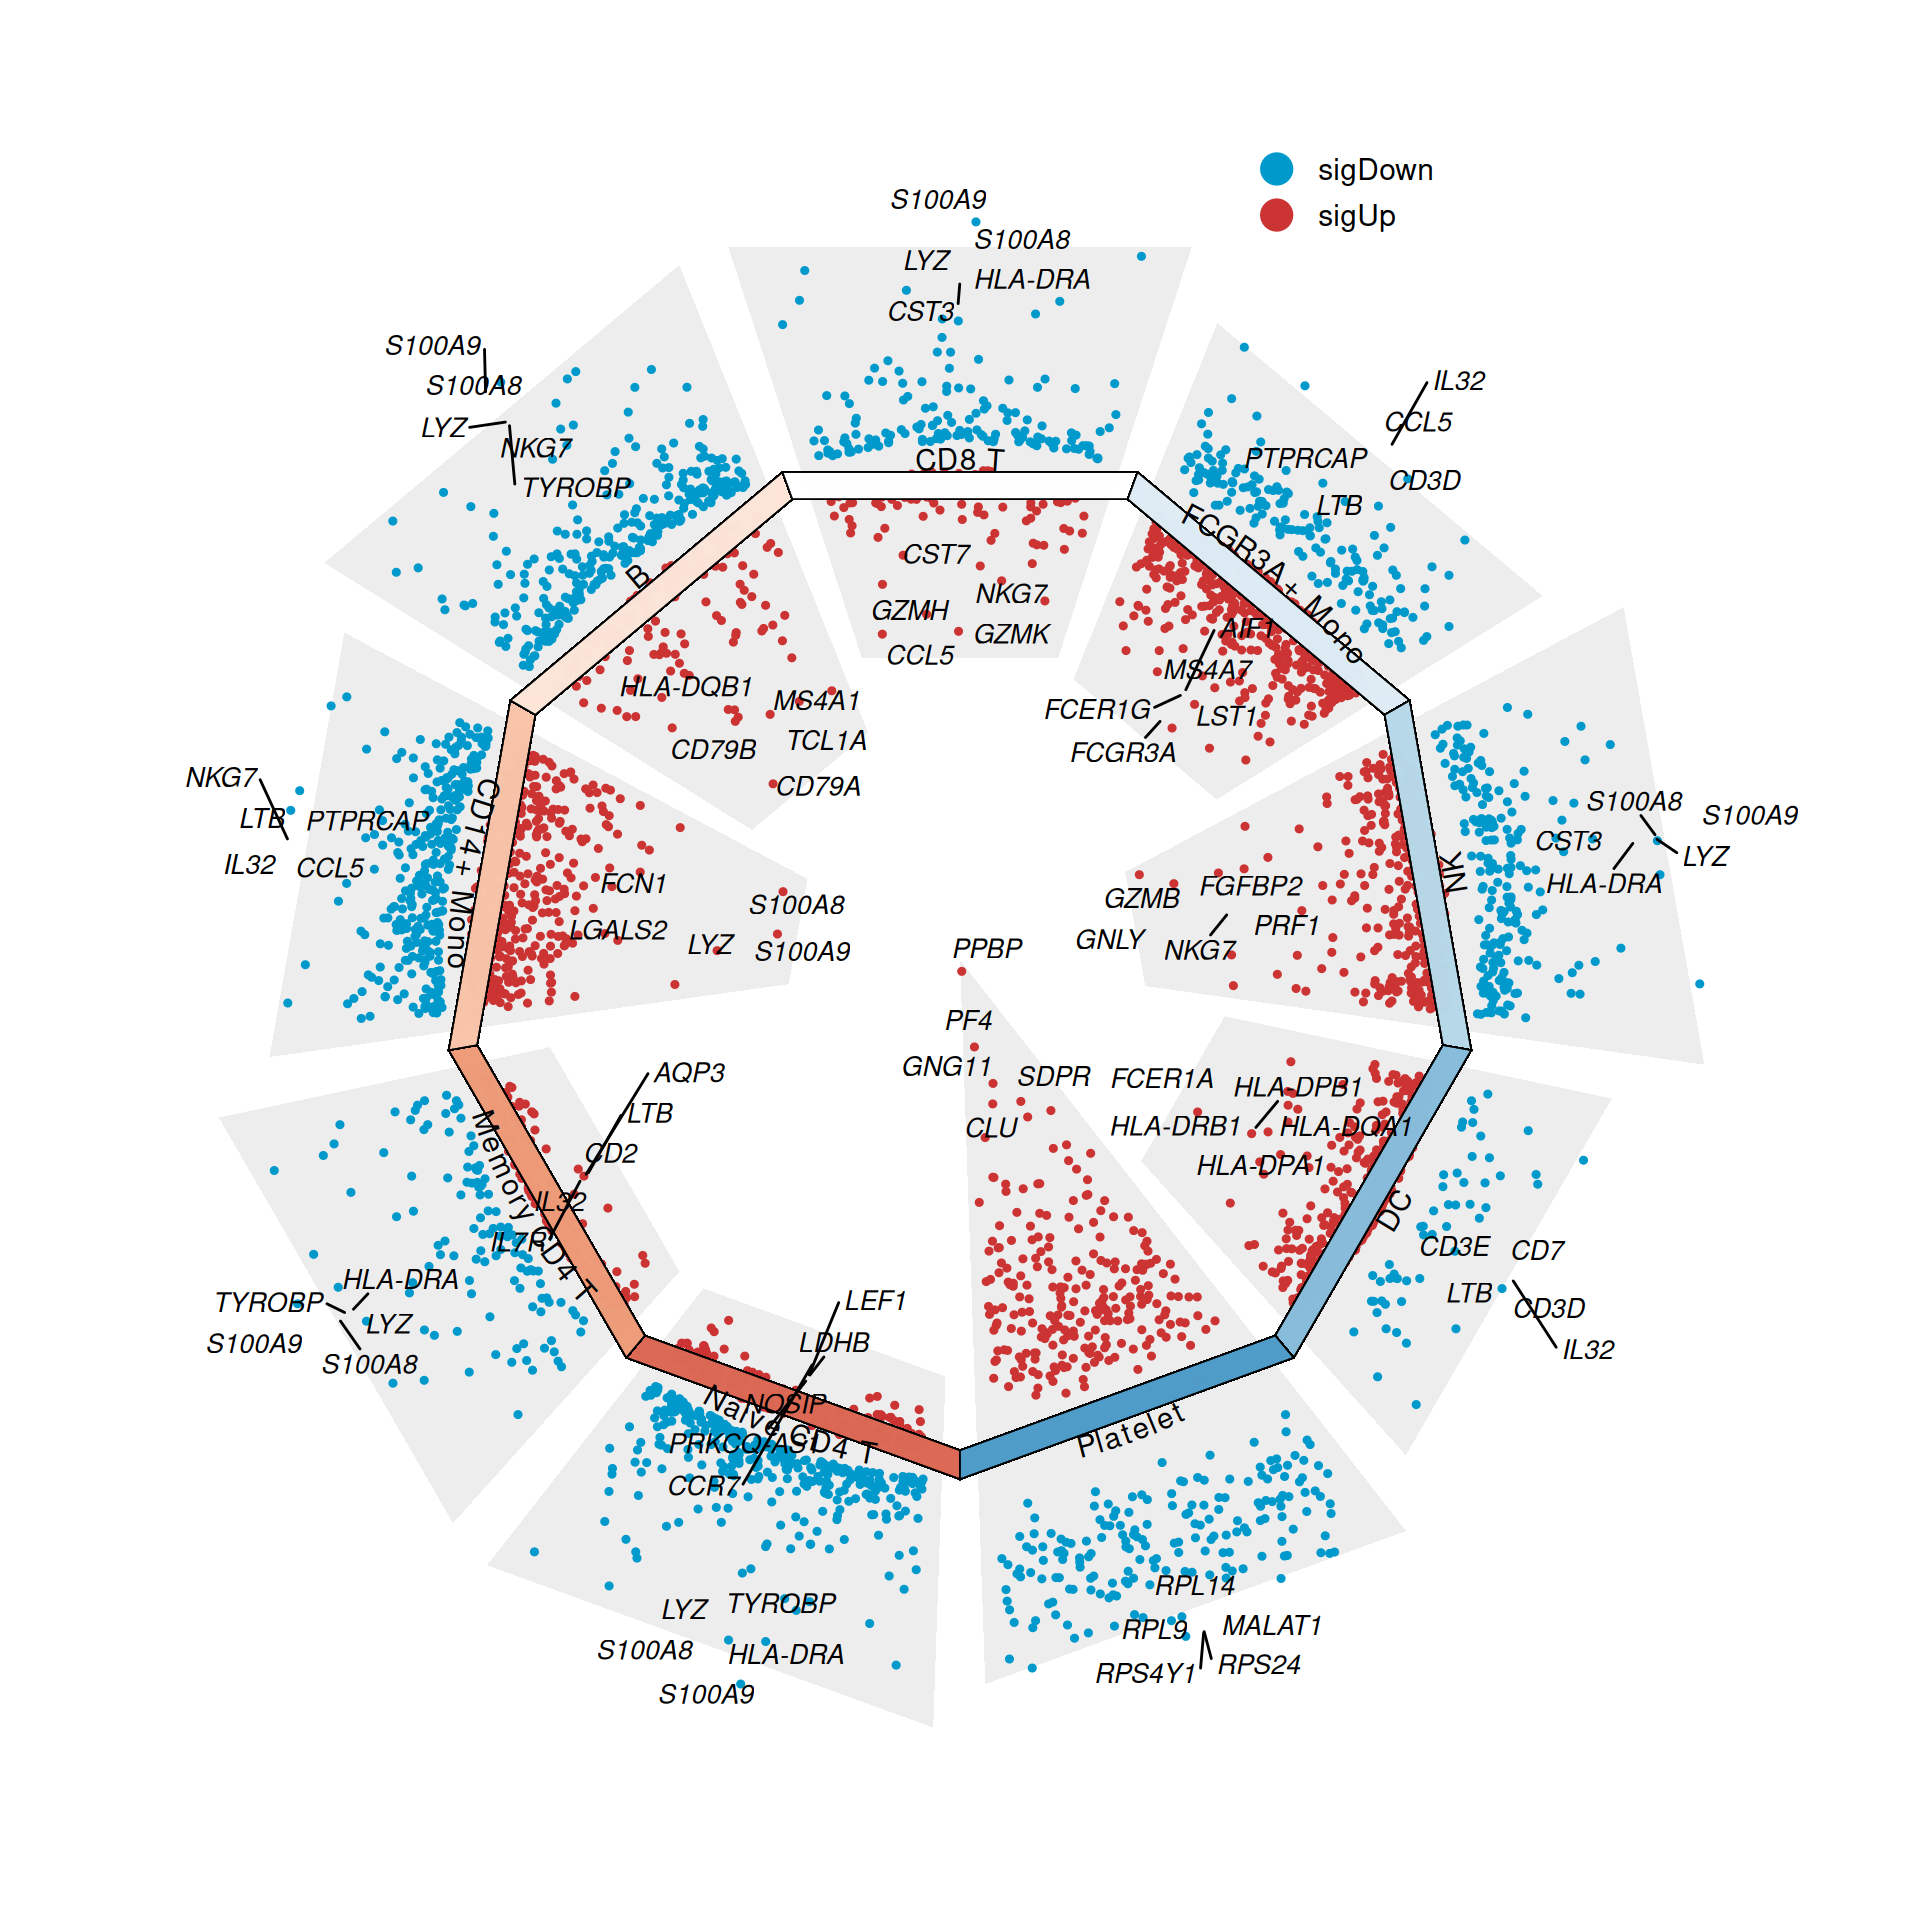 sigDown
sigUp
S100A9
S100A8
LYZ
HLA-DRA
CST3
CD8 T
CST7
NKG7
GZMH
GZMK
CCL5
IL32
CCL5
PTPRCAP
CD3D
LTB
FCGR3A+ Mono
AIF1
MS4A7
FCER1G
LST1
FCGR3A
S100A8
S100A9
CST3
LYZ
HLA-DRA
NK
FGFBP2
GZMB
PRF1
GNLY
NKG7
FCER1A
HLA-DPB1
HLA-DRB1
HLA-DQA1
HLA-DPA1
DC
CD3E
CD7
LTB
CD3D
IL32
PPBP
PF4
GNG11
SDPR
CLU
Platelet
RPL14
RPL9
MALAT1
RPS4Y1
RPS24
LEF1
LDHB
NOSIP
Naive CD4 T
PRKCQ-AS1
CCR7
LYZ
TYROBP
S100A8
HLA-DRA
S100A9
AQP3
LTB
CD2
IL32
IL7R
Memory CD4 T
HLA-DRA
TYROBP
LYZ
S100A9
S100A8
NKG7
LTB
PTPRCAP
IL32
CCL5
CD14+ Mono
FCN1
S100A8
LGALS2
LYZ
S100A9
S100A9
S100A8
LYZ
NKG7
TYROBP
B
HLA-DQB1
MS4A1
TCL1A
CD79B
CD79A